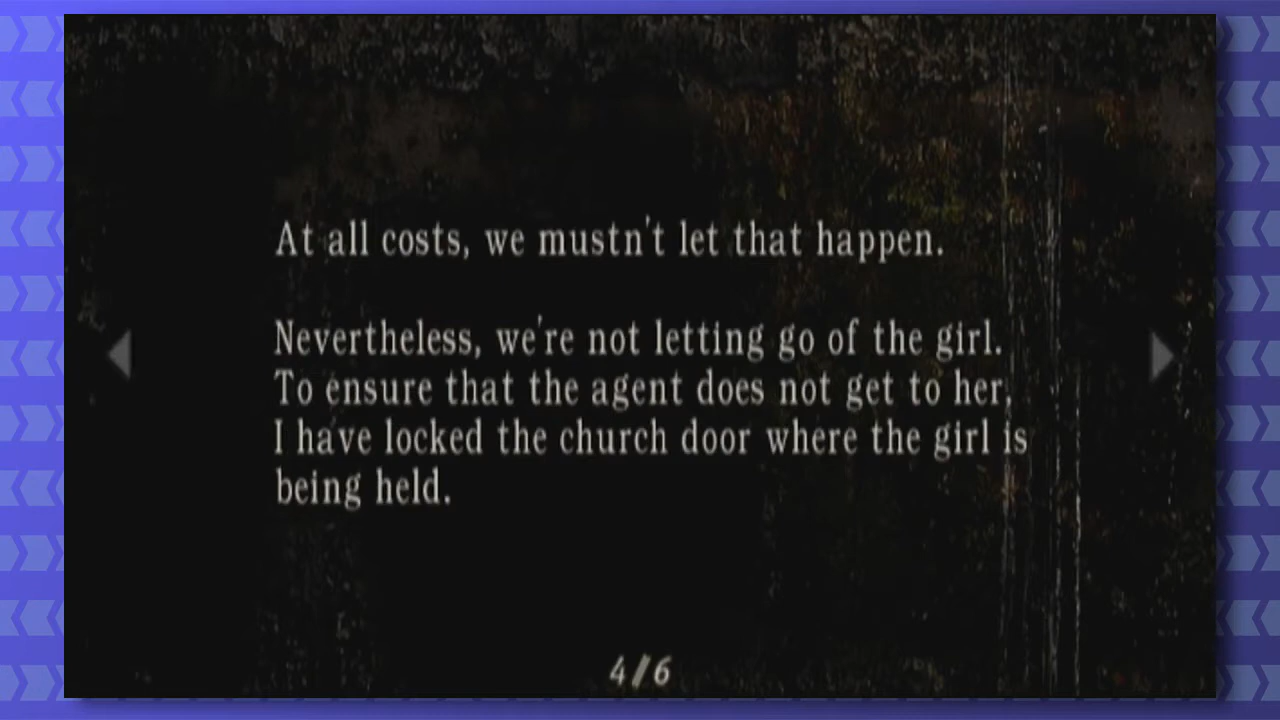 At all costs, we mustn't let that happen.
Nevertheless, we're not letting go of the girl.
To ensure that the agent does not get to her,
I have locked the church door where the girl is
being held.
4/6